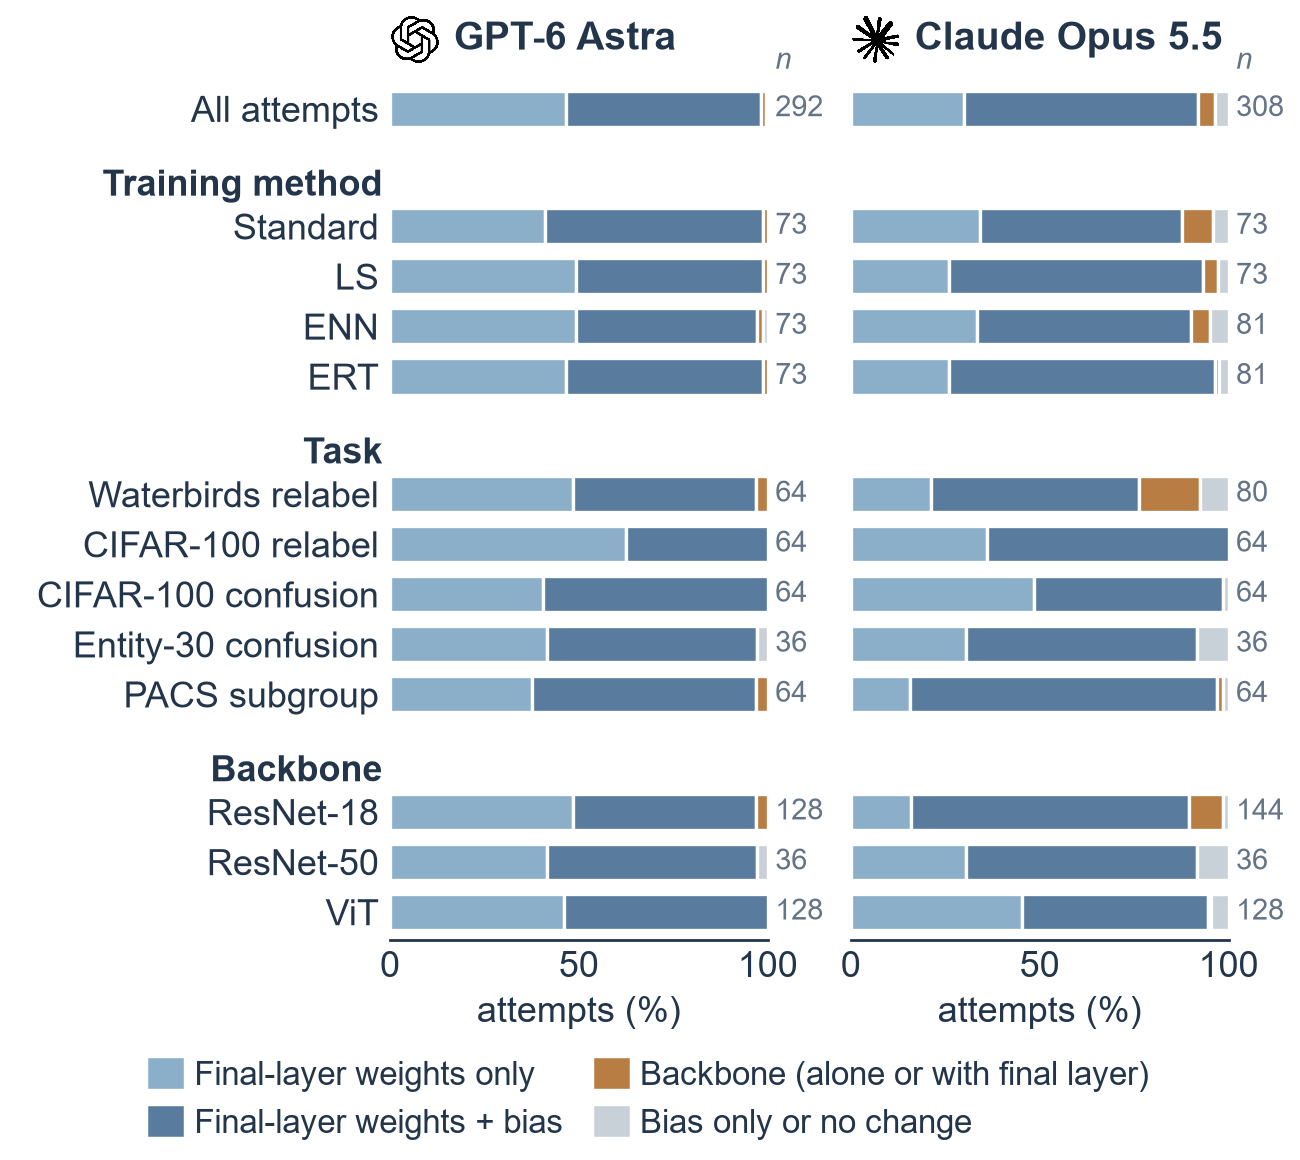 GPT-6 Astra
Claude Opus 5.5
n
n
All attempts 292 308
Training method
Standard 73 73
LS 73 73
ENN 73 81
ERT 73 81
Task
Waterbirds relabel 64 80
CIFAR-100 relabel 64 64
CIFAR-100 confusion 64 64
Entity-30 confusion 36 36
PACS subgroup 64 64
Backbone
ResNet-18 128 144
ResNet-50 36 36
ViT 128 128
0 50 100 0 50 100
attempts (%) attempts (%)
Final-layer weights only
Backbone (alone or with final layer)
Final-layer weights + bias
Bias only or no change